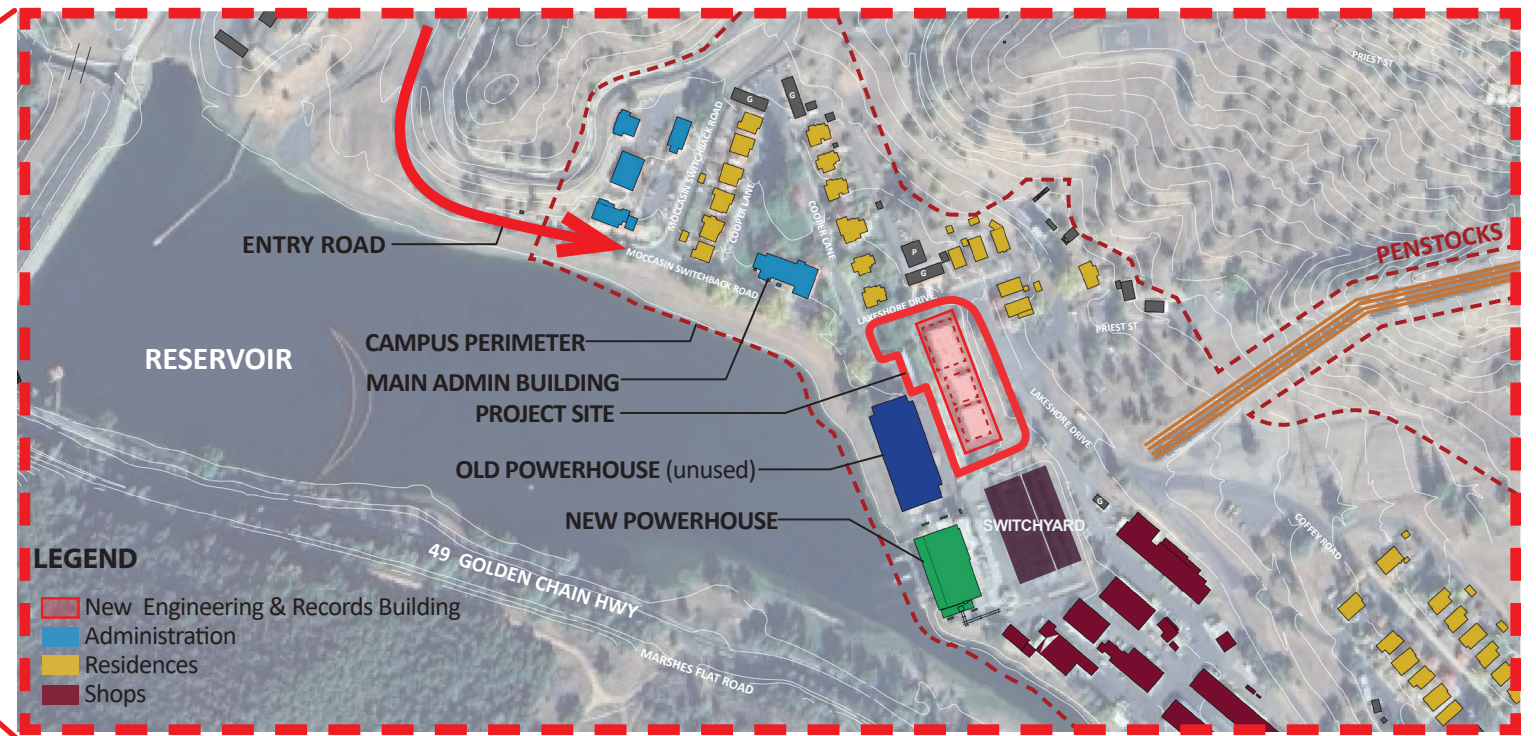 PRIEST ST
G
G
MOCCASIN SWITCHBACK ROAD
COOPER LANE
COOPER LANE
ENTRY ROAD
MOCCASIN SWITCHBACK ROAD
P
G
PENSTOCKS
LAKESHORE DRIVE
PRIEST ST
RESERVOIR
CAMPUS PERIMETER
MAIN ADMIN BUILDING
PROJECT SITE
LAKESHORE DRIVE
OLD POWERHOUSE (unused)
NEW POWERHOUSE
SWITCHYARD
G
COFFEY ROAD
49 GOLDEN CHAIN HWY
MARSHES FLAT ROAD
LEGEND
New Engineering & Records Building
Administration
Residences
Shops